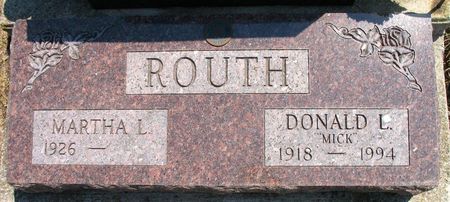 ROUTH
MARTHA L.
1926 –
DONALD L.
"MICK"
1918 – 1994